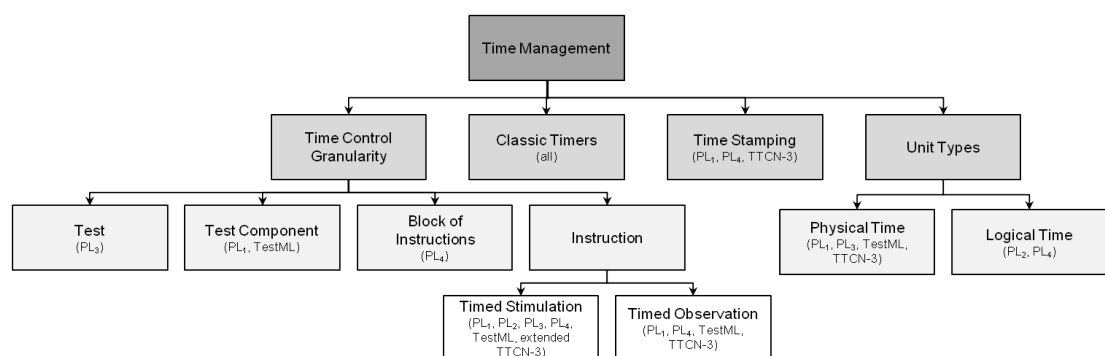 Time Management
Time Control
Granularity
Classic Timers
(all)
Time Stamping
(PL₁, PL₄, TTCN-3)
Unit Types
Test
(PL₃)
Test Component
(PL₁, TestML)
Block of
Instructions
(PL₄)
Instruction
Physical Time
(PL₁, PL₃, TestML,
TTCN-3)
Logical Time
(PL₂, PL₄)
Timed Stimulation
(PL₁, PL₂, PL₃, PL₄,
TestML, extended
TTCN-3)
Timed Observation
(PL₁, PL₄, TestML,
TTCN-3)